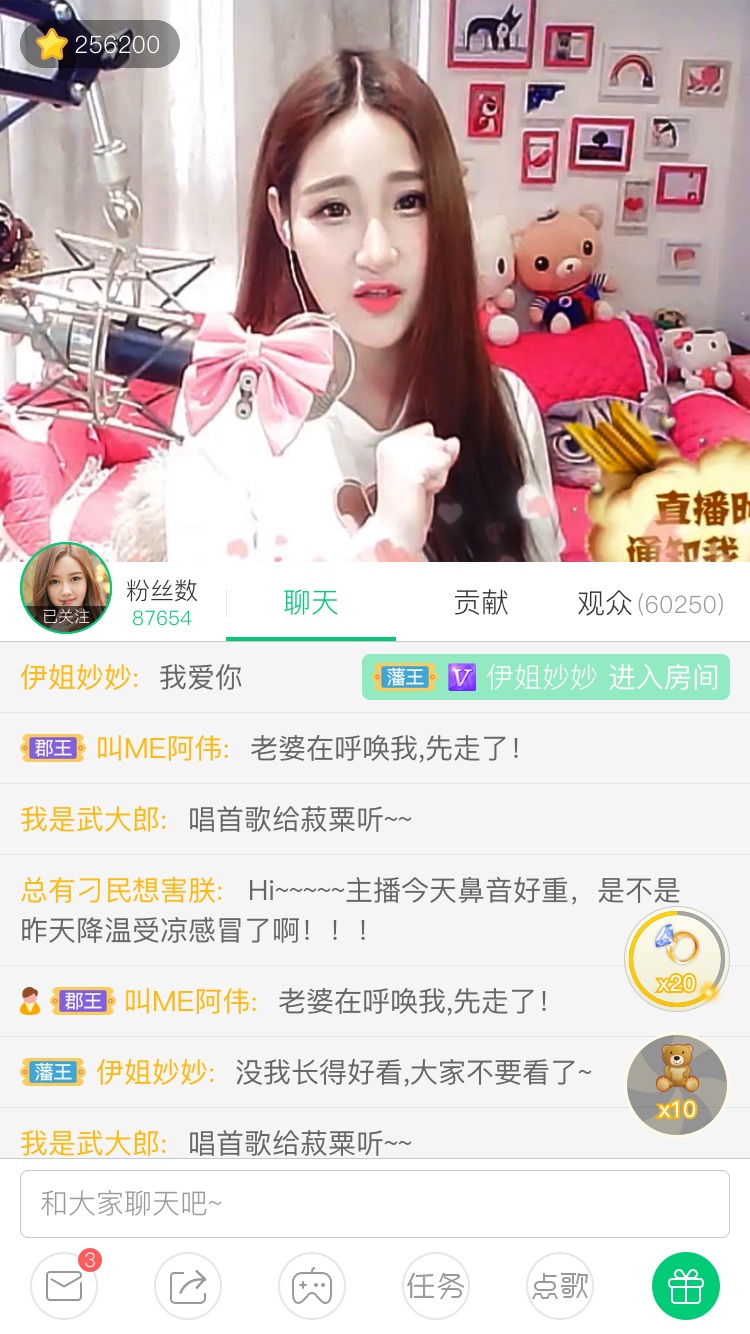 256200
直播时
通知我
已关注
粉丝数
87654
聊天
贡献
观众(60250)
伊姐妙妙: 我爱你
藩王 V 伊姐妙妙 进入房间
郡王 叫ME阿伟: 老婆在呼唤我,先走了!
我是武大郎: 唱首歌给菽粟听~~
总有刁民想害朕: Hi~~~~~主播今天鼻音好重，是不是
昨天降温受凉感冒了啊！！！
x20
郡王 叫ME阿伟: 老婆在呼唤我,先走了!
藩王 伊姐妙妙: 没我长得好看,大家不要看了~
x10
我是武大郎: 唱首歌给菽粟听~~
和大家聊天吧~
3
任务
点歌